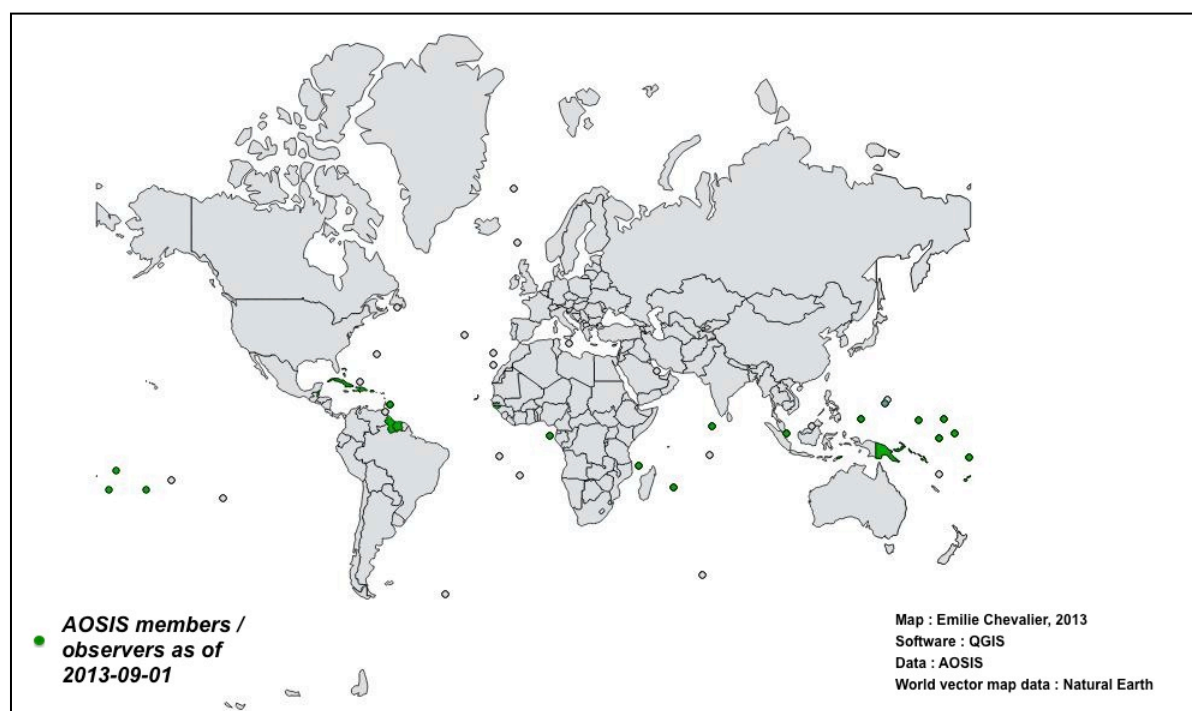 AOSIS members /
observers as of
2013-09-01
Map : Emilie Chevalier, 2013
Software : QGIS
Data : AOSIS
World vector map data : Natural Earth